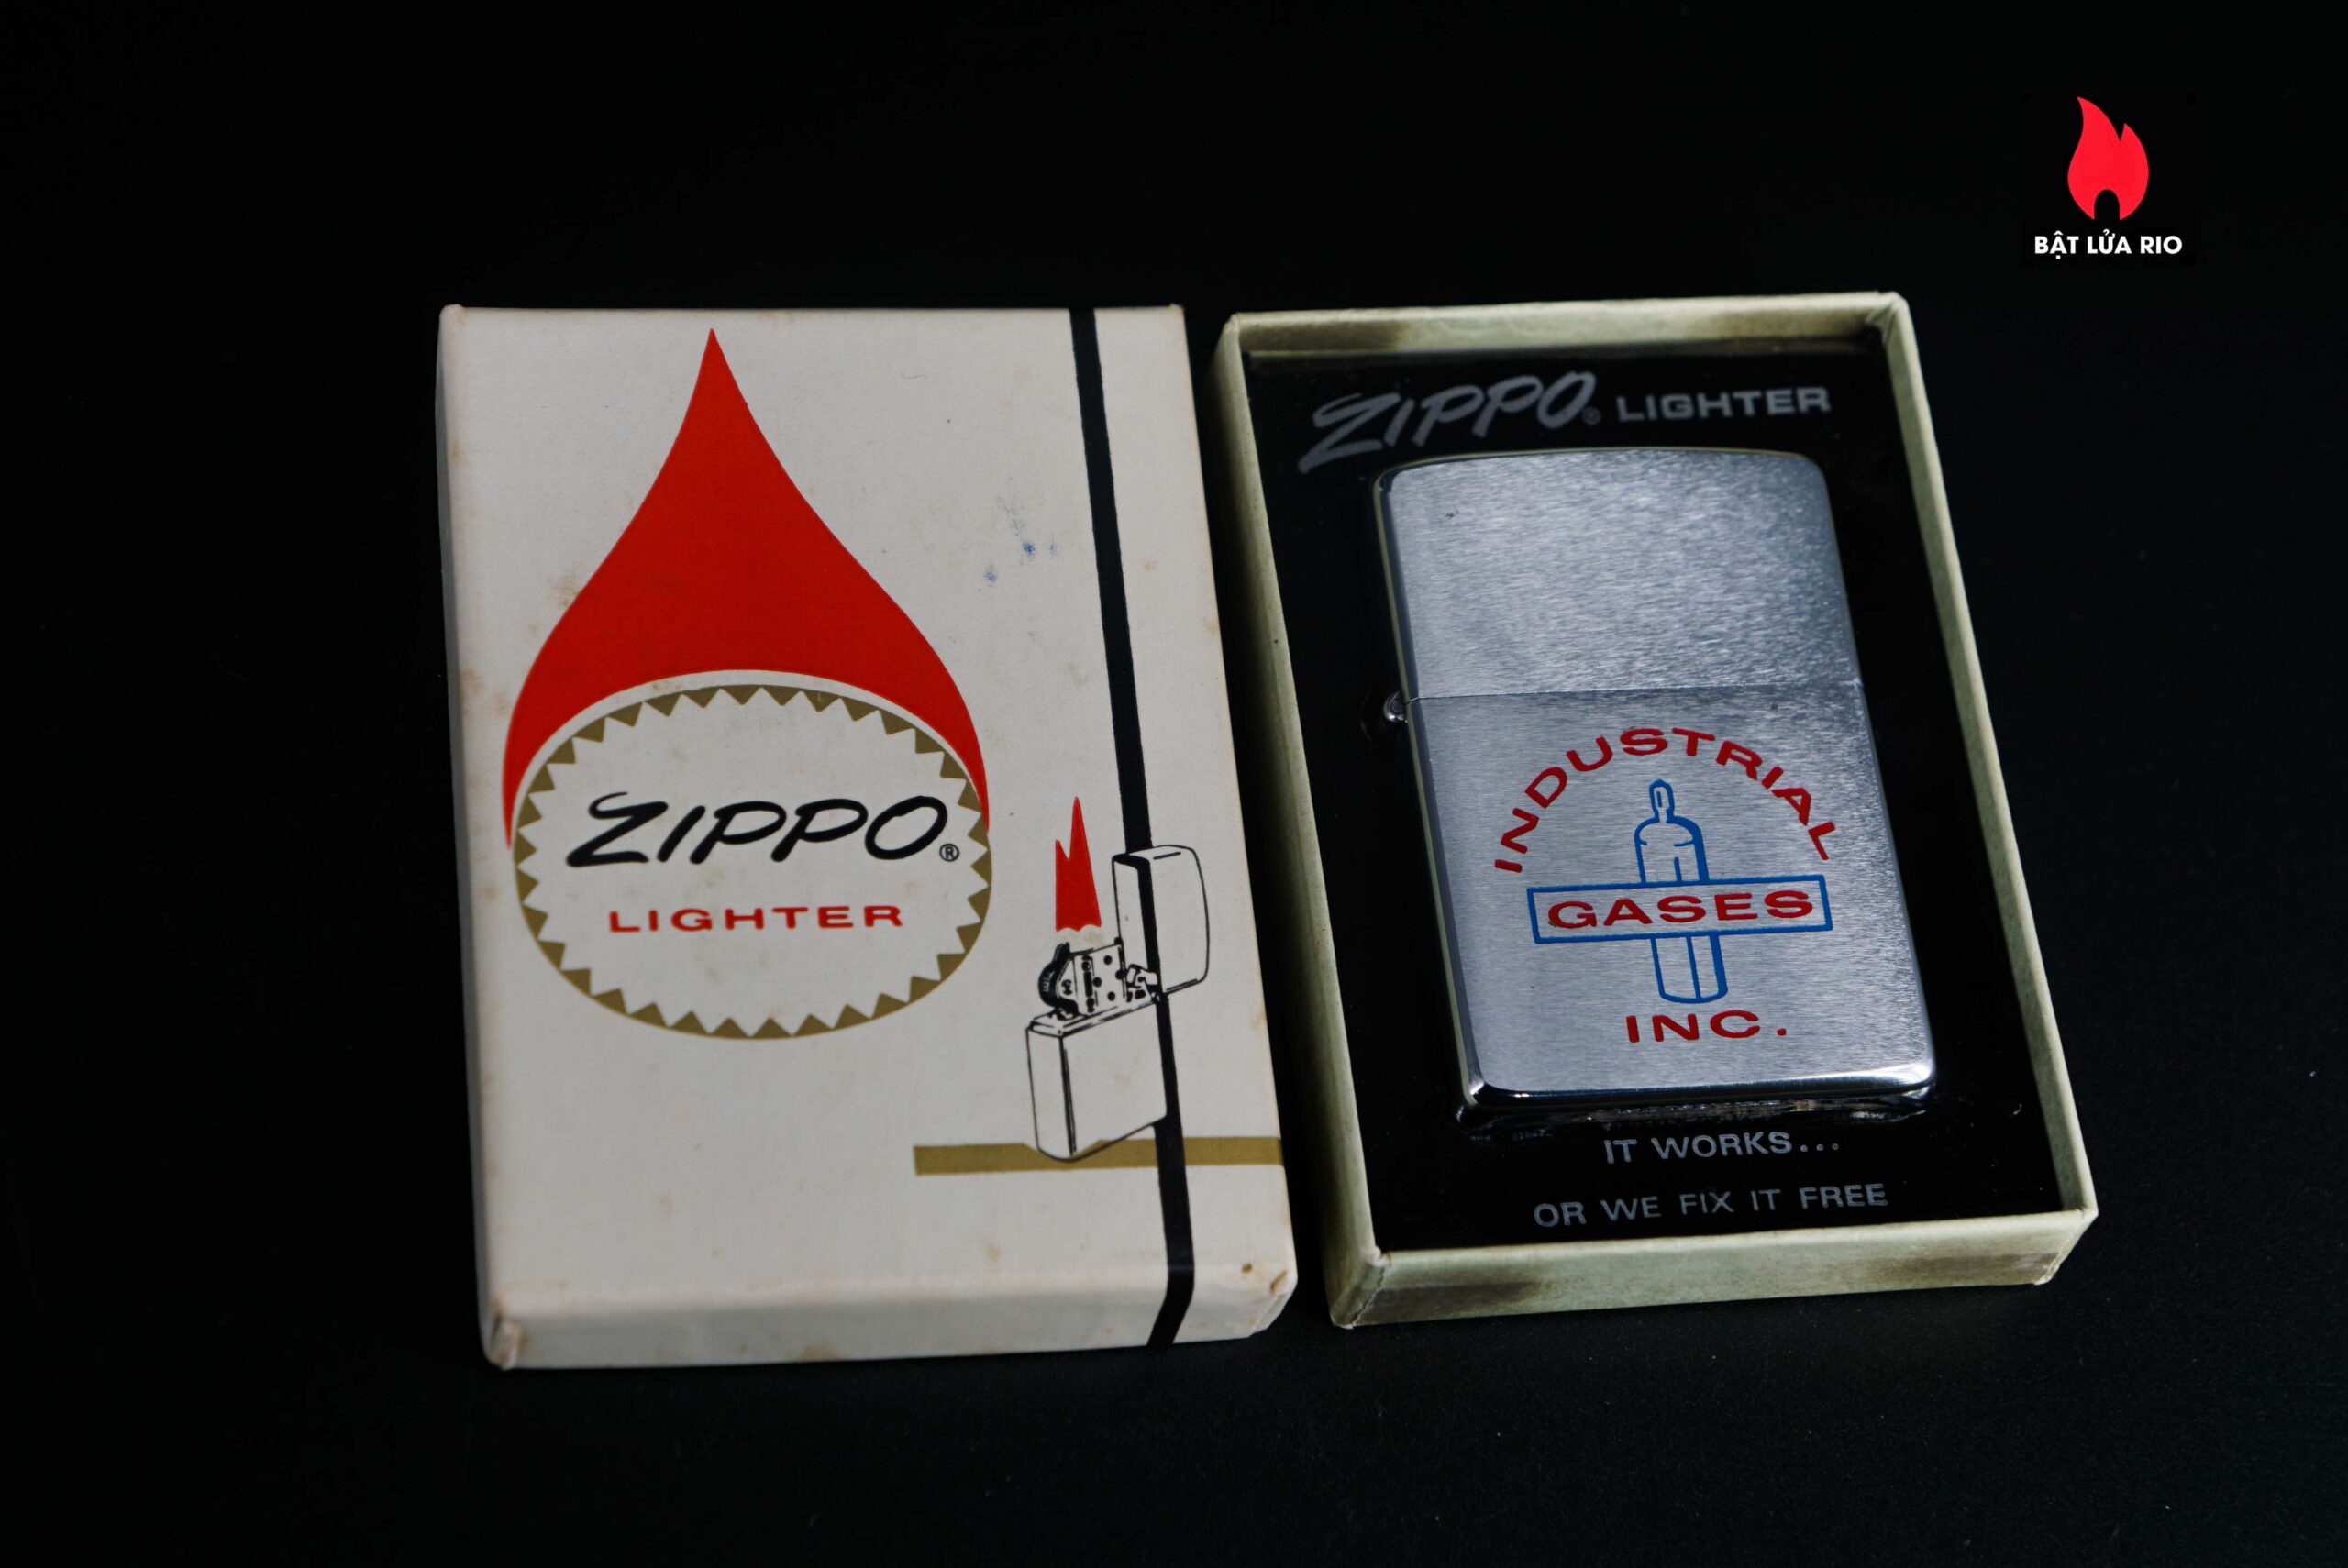 BẬT LỬA RIO
ZIPPO®
LIGHTER
ZIPPO® LIGHTER
INDUSTRIAL
GASES
INC.
IT WORKS...
OR WE FIX IT FREE